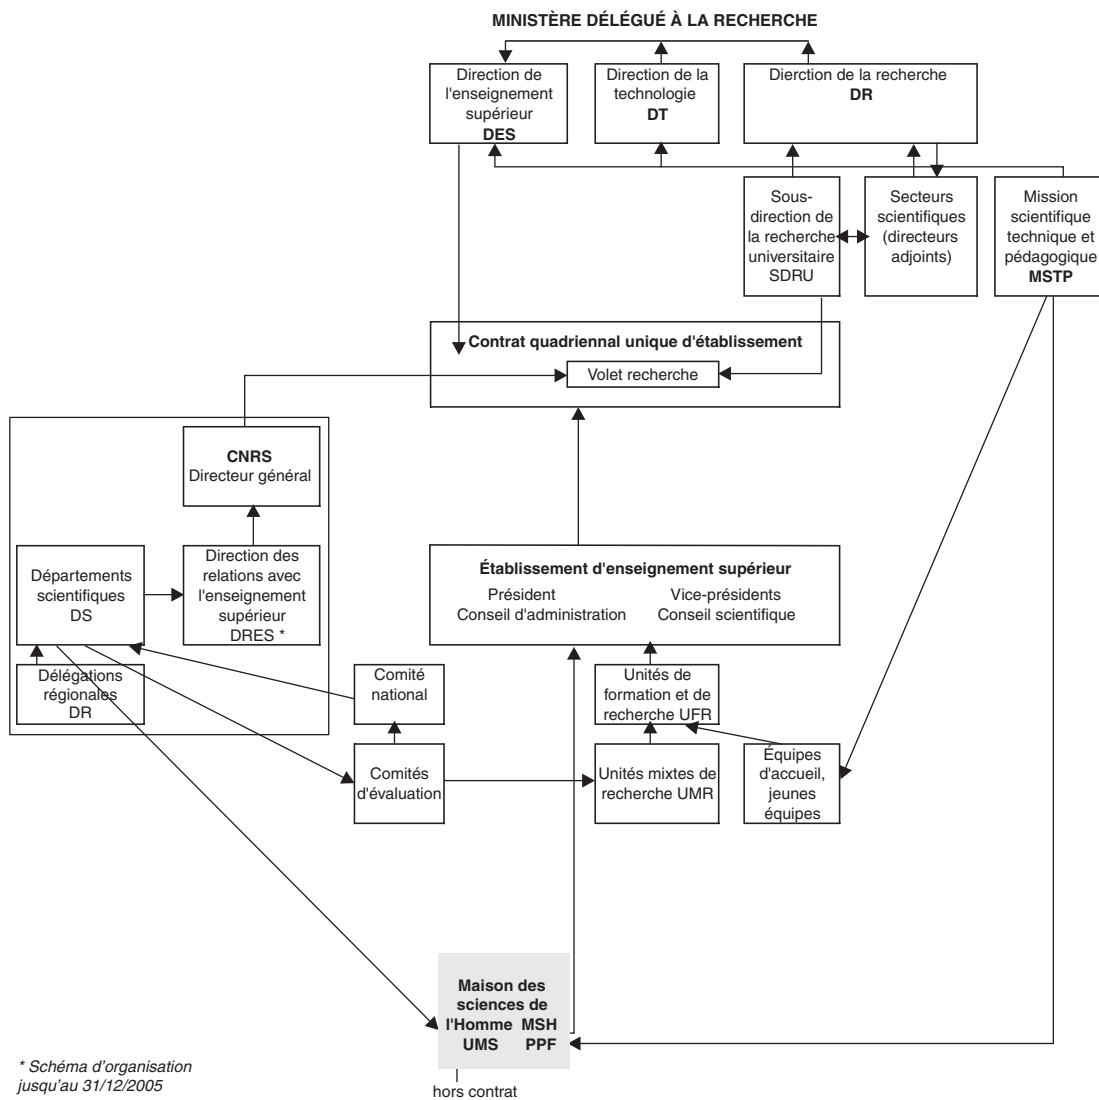 MINISTÈRE DÉLÉGUÉ À LA RECHERCHE
Direction de
l'enseignement
supérieur
DES
Direction de la
technologie
DT
Dierction de la recherche
DR
Sous-
direction de
la recherche
universitaire
SDRU
Secteurs
scientifiques
(directeurs
adjoints)
Mission
scientifique
technique et
pédagogique
MSTP
Contrat quadriennal unique d'établissement
Volet recherche
CNRS
Directeur général
Départements
scientifiques
DS
Direction des
relations avec
l'enseignement
supérieur
DRES *
Délégations
régionales
DR
Établissement d'enseignement supérieur
Président Vice-présidents
Conseil d'administration Conseil scientifique
Comité
national
Unités de
formation et de
recherche UFR
Comités
d'évaluation
Unités mixtes de
recherche UMR
Équipes
d'accueil,
jeunes
équipes
Maison des
sciences de
l'Homme MSH
UMS PPF
hors contrat
* Schéma d'organisation
jusqu'au 31/12/2005